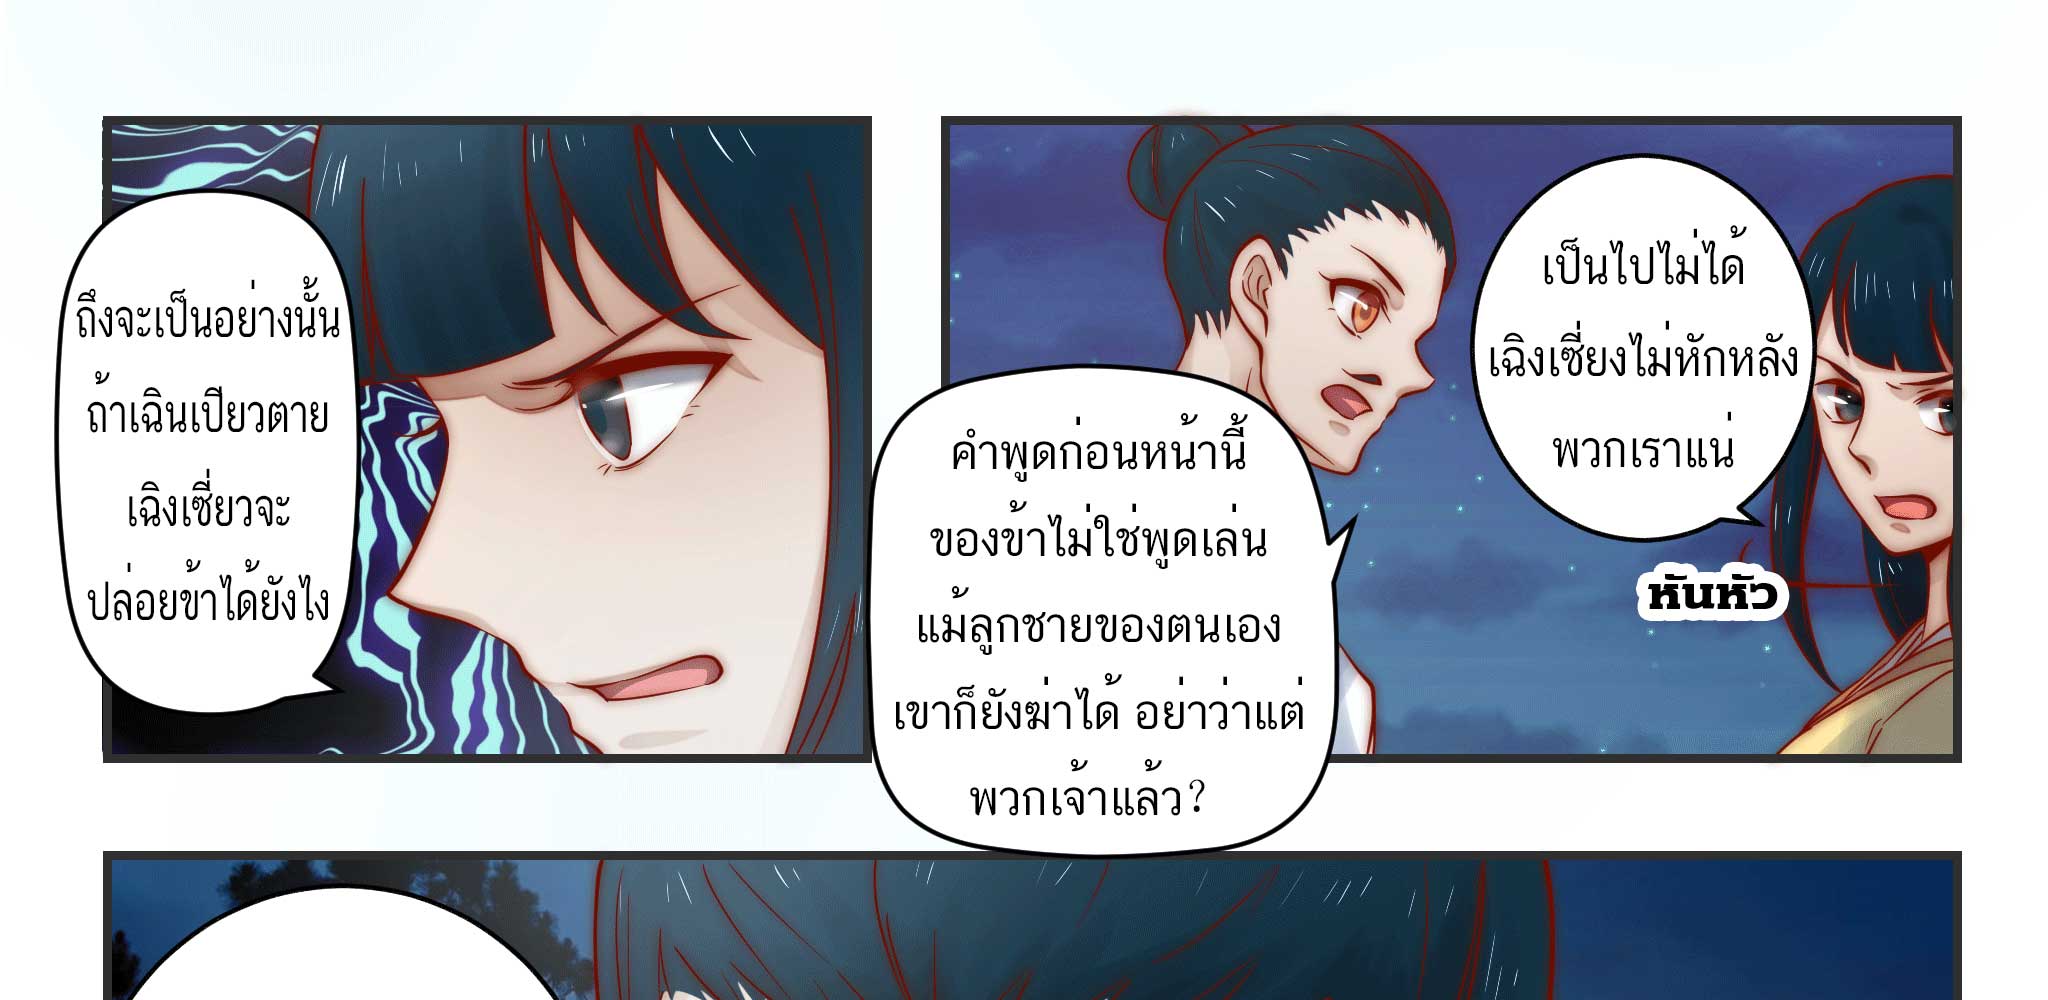 ถึงจะเป็นอย่างนั้น
ถ้าเฉินเปียวตาย
เฉิงเซี่ยวจะ
ปล่อยข้าได้ยังไง
คำพูดก่อนหน้านี้
ของข้าไม่ใช่พูดเล่น
แม้ลูกชายของตนเอง
เขาก็ยังฆ่าได้ อย่าว่าแต่
พวกเจ้าแล้ว?
เป็นไปไม่ได้
เฉิงเซี่ยงไม่หักหลัง
พวกเราแน่
หันหัว